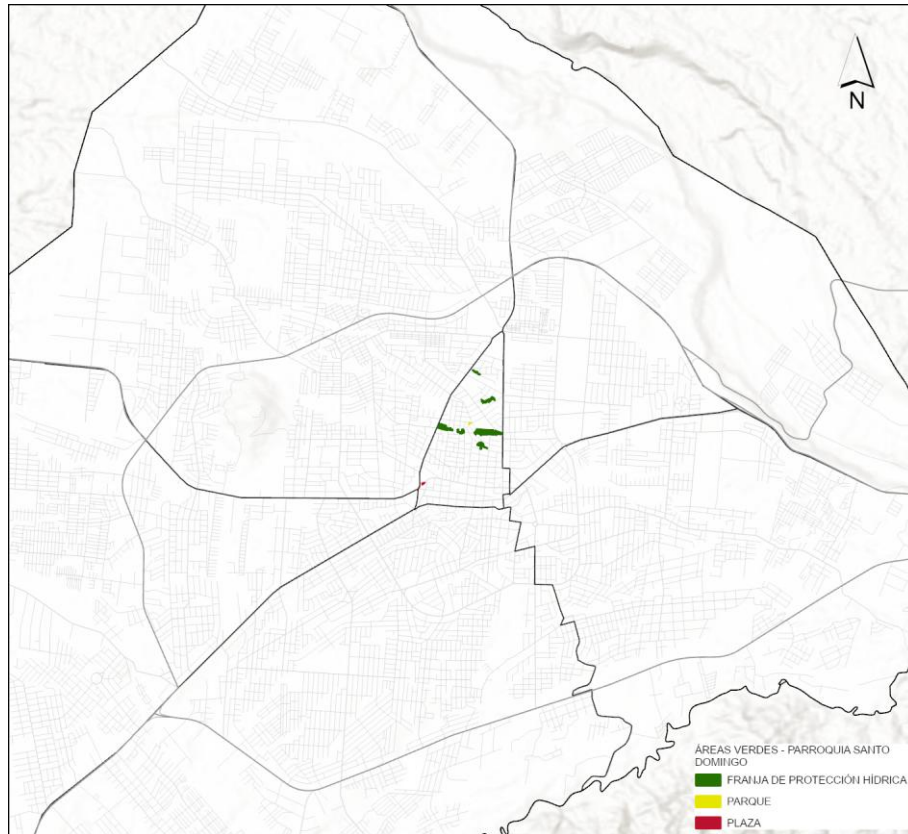 N
ÁREAS VERDES - PARROQUIA SANTO
DOMINGO
FRANJA DE PROTECCIÓN HÍDRICA
PARQUE
PLAZA